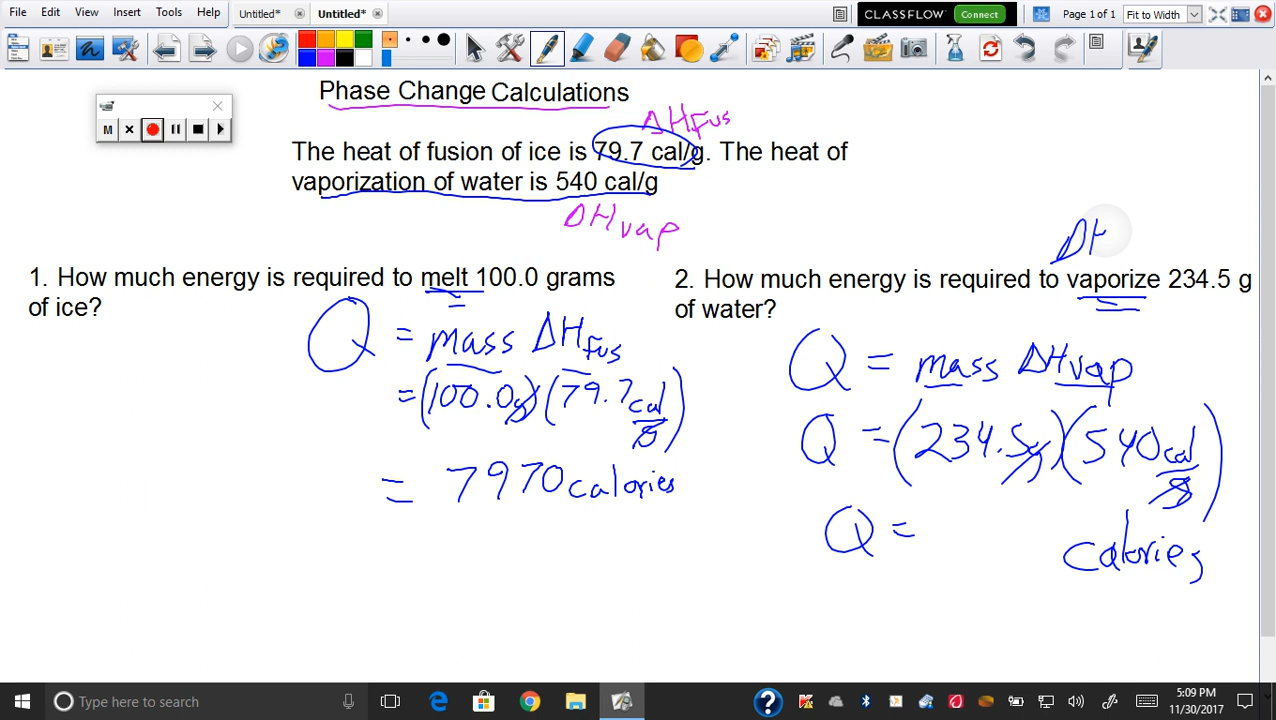 File Edit View Insert Teams Tools Help Untitled* Untitled* CLASSFLOW Connect Page 1 of 1 Fit to Width
Phase Change Calculations
ΔHfus
The heat of fusion of ice is 79.7 cal/g. The heat of
vaporization of water is 540 cal/g
ΔHvap
M
1. How much energy is required to melt 100.0 grams
of ice?
Q = mass ΔHfus
= (100.0g)(79.7 cal/g)
= 7970 calories
ΔH
2. How much energy is required to vaporize 234.5 g
of water?
Q = mass ΔHvap
Q = (234.5g)(540 cal/g)
Q = calories
Type here to search
5:09 PM
11/30/2017